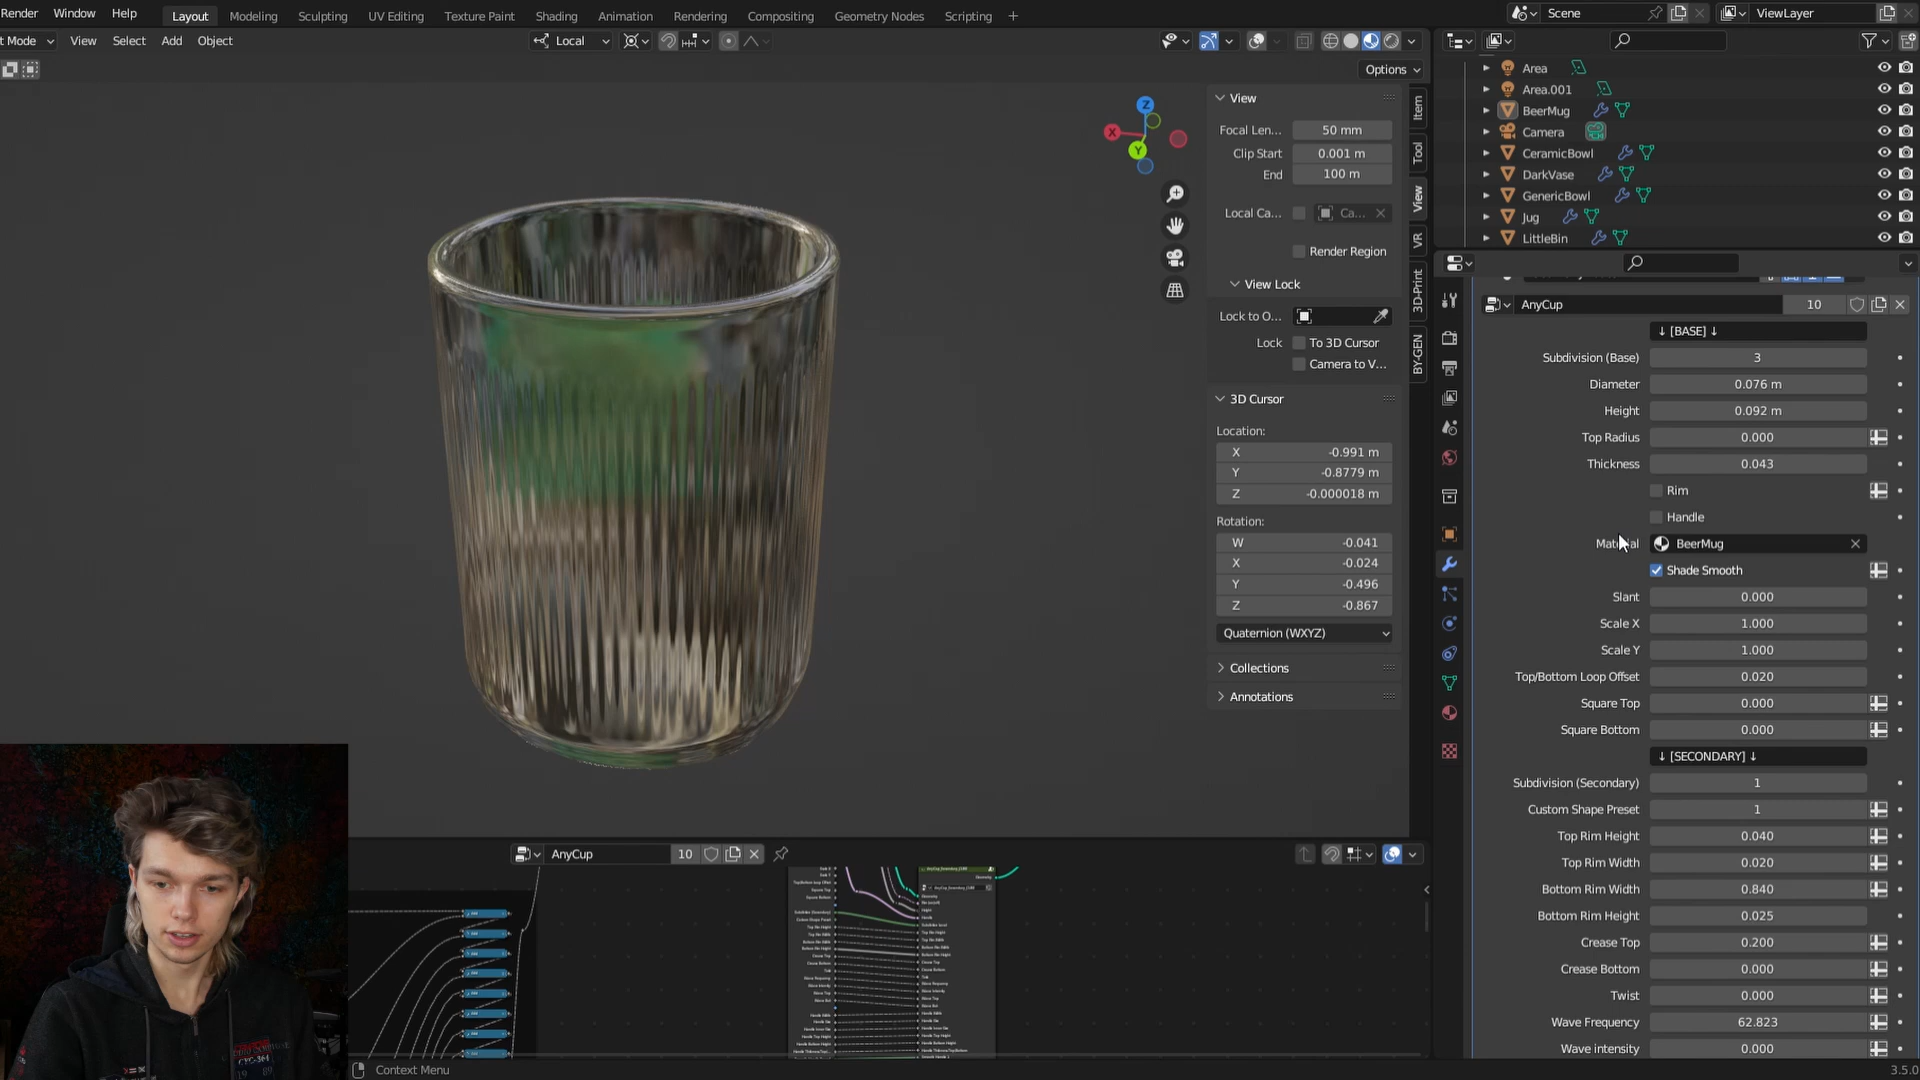 Render Window Help
Layout Modeling Sculpting UV Editing Texture Paint Shading Animation Rendering Compositing Geometry Nodes Scripting +
Scene
ViewLayer
t Mode View Select Add Object
Local
Options
View
Focal Len... 50 mm
Clip Start 0.001 m
End 100 m
Local Ca... Ca...
Render Region
View Lock
Lock to O...
Lock To 3D Cursor
Camera to V...
3D Cursor
Location:
X -0.991 m
Y -0.8779 m
Z -0.000018 m
Rotation:
W -0.041
X -0.024
Y -0.496
Z -0.867
Quaternion (WXYZ)
Collections
Annotations
Z
X
Y
Item
Tool
View
VR
3D-Print
BY-GEN
Area
Area.001
BeerMug
Camera
CeramicBowl
DarkVase
GenericBowl
Jug
LittleBin
AnyCup 10
↓ [BASE] ↓
Subdivision (Base) 3
Diameter 0.076 m
Height 0.092 m
Top Radius 0.000
Thickness 0.043
Rim
Handle
Material BeerMug
Shade Smooth
Slant 0.000
Scale X 1.000
Scale Y 1.000
Top/Bottom Loop Offset 0.020
Square Top 0.000
Square Bottom 0.000
↓ [SECONDARY] ↓
Subdivision (Secondary) 1
Custom Shape Preset 1
Top Rim Height 0.040
Top Rim Width 0.020
Bottom Rim Width 0.840
Bottom Rim Height 0.025
Crease Top 0.200
Crease Bottom 0.000
Twist 0.000
Wave Frequency 62.823
Wave intensity 0.000
AnyCup 10
Context Menu
3.5.0